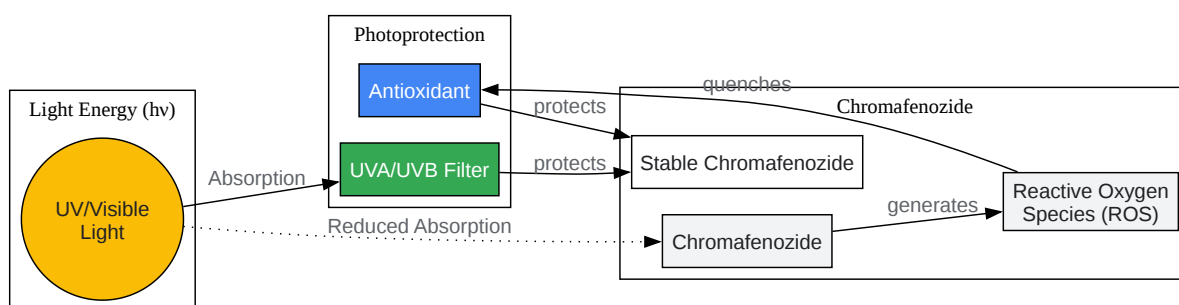 Photoprotection
Antioxidant
quenches
Light Energy (hν)
protects
Chromafenozide
UVA/UVB Filter
protects
Stable Chromafenozide
Absorption
UV/Visible
Light
Reduced Absorption
Chromafenozide
generates
Reactive Oxygen
Species (ROS)